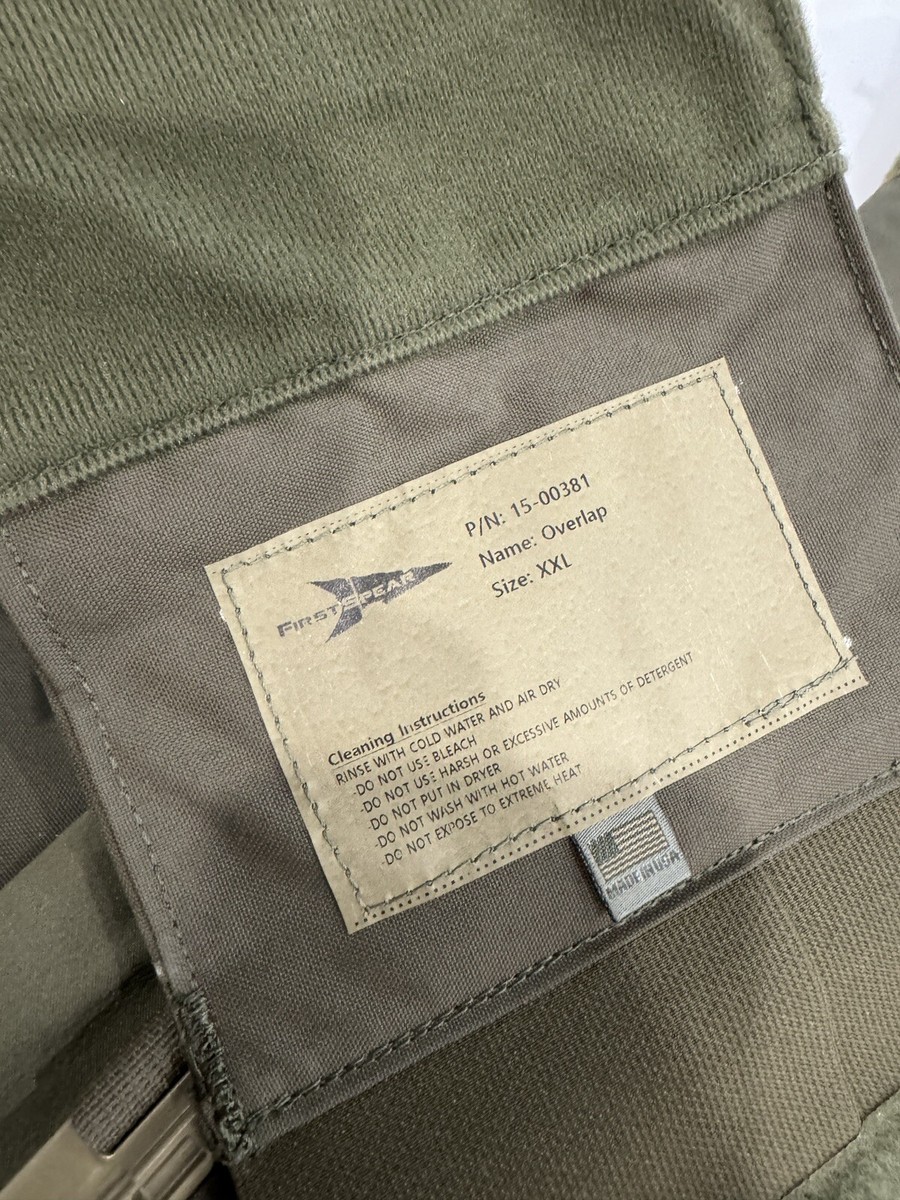 P/N: 15-00381
Name: Overlap
Size: XXL
FIRSTSPEAR
Cleaning Instructions
RINSE WITH COLD WATER AND AIR DRY
-DO NOT USE BLEACH
-DO NOT USE HARSH OR EXCESSIVE AMOUNTS OF DETERGENT
-DO NOT PUT IN DRYER
-DO NOT WASH WITH HOT WATER
-DO NOT EXPOSE TO EXTREME HEAT
MADE IN USA